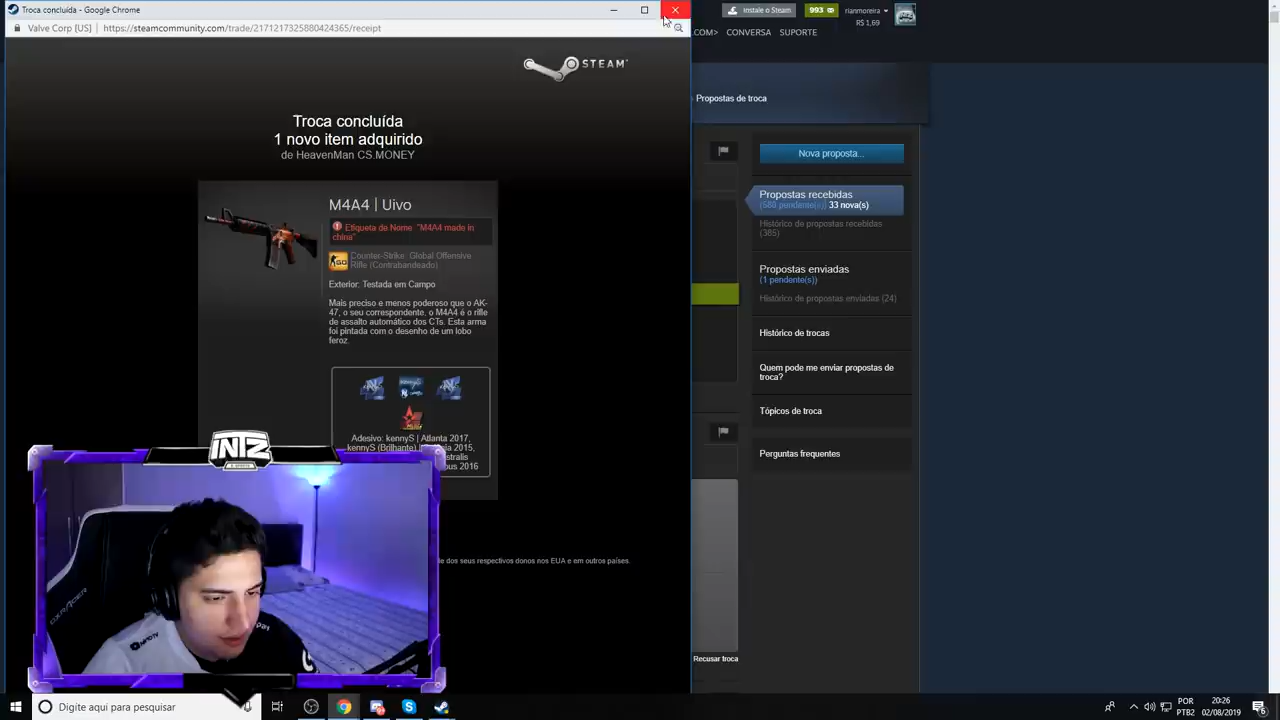 Troca concluída - Google Chrome
Valve Corp [US] | https://steamcommunity.com/trade/2171217325880424365/receipt
STEAM
Troca concluída
1 novo item adquirido
de HeavenMan CS.MONEY
M4A4 | Uivo
Etiqueta de Nome "M4A4 made in
china"
Counter-Strike: Global Offensive
Rifle (Contrabandeado)
Exterior: Testada em Campo
Mais preciso e menos poderoso que o AK-
47, o seu correspondente, o M4A4 é o rifle
de assalto automático dos CTs. Esta arma
foi pintada com o desenho de um lobo
feroz.
Adesivo: kennyS | Atlanta 2017,
kennyS (Brilhante) 2015,
2016
de dos seus respectivos donos nos EUA e em outros países.
Instale o Steam
993
rianmoreira
R$ 1,69
COM>
CONVERSA
SUPORTE
Propostas de troca
Nova proposta...
Propostas recebidas
(588 pendente(s)) 33 nova(s)
Histórico de propostas recebidas
(385)
Propostas enviadas
(1 pendente(s))
Histórico de propostas enviadas (24)
Histórico de trocas
Quem pode me enviar propostas de
troca?
Tópicos de troca
Perguntas frequentes
Recusar troca
INTZ
DXRACER
Digite aqui para pesquisar
POR
PTB2
20:26
02/08/2019
6